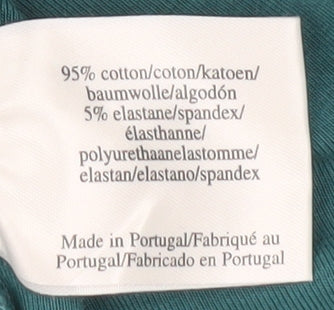 95% cotton/coton/katoen/
baumwolle/algodón
5% elastane/spandex/
élasthanne/
polyurethaanelastomme/
elastan/elastano/spandex
Made in Portugal/Fabriqué au
Portugal/Fabricado en Portugal